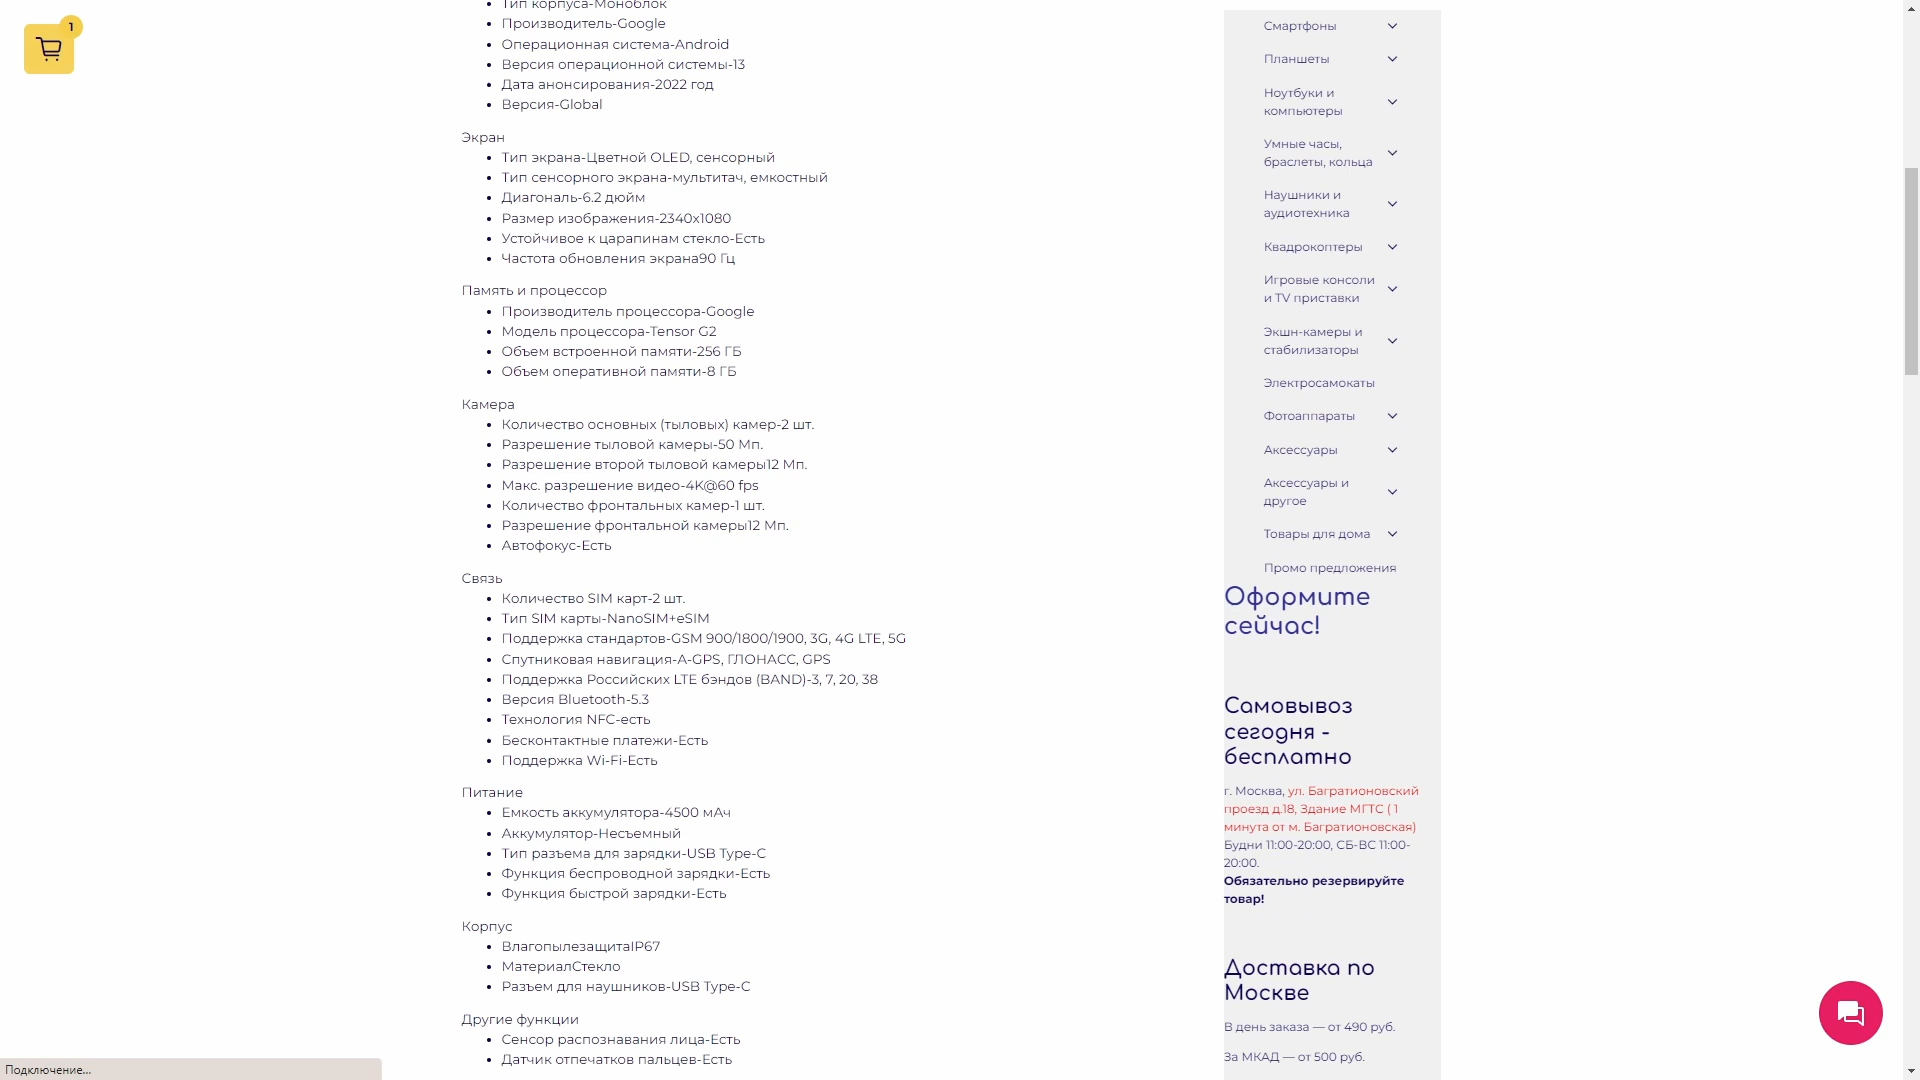 1
Тип корпуса-Моноблок
Производитель-Google
Операционная система-Android
Версия операционной системы-13
Дата анонсирования-2022 год
Версия-Global
Экран
Тип экрана-Цветной OLED, сенсорный
Тип сенсорного экрана-мультитач, емкостный
Диагональ-6.2 дюйм
Размер изображения-2340x1080
Устойчивое к царапинам стекло-Есть
Частота обновления экрана90 Гц
Память и процессор
Производитель процессора-Google
Модель процессора-Tensor G2
Объем встроенной памяти-256 ГБ
Объем оперативной памяти-8 ГБ
Камера
Количество основных (тыловых) камер-2 шт.
Разрешение тыловой камеры-50 Мп.
Разрешение второй тыловой камеры12 Мп.
Макс. разрешение видео-4K@60 fps
Количество фронтальных камер-1 шт.
Разрешение фронтальной камеры12 Мп.
Автофокус-Есть
Связь
Количество SIM карт-2 шт.
Тип SIM карты-NanoSIM+eSIM
Поддержка стандартов-GSM 900/1800/1900, 3G, 4G LTE, 5G
Спутниковая навигация-A-GPS, ГЛОНАСС, GPS
Поддержка Российских LTE бэндов (BAND)-3, 7, 20, 38
Версия Bluetooth-5.3
Технология NFC-есть
Бесконтактные платежи-Есть
Поддержка Wi-Fi-Есть
Питание
Емкость аккумулятора-4500 мАч
Аккумулятор-Несъемный
Тип разъема для зарядки-USB Type-C
Функция беспроводной зарядки-Есть
Функция быстрой зарядки-Есть
Корпус
ВлагопылезащитаIP67
МатериалСтекло
Разъем для наушников-USB Type-C
Другие функции
Сенсор распознавания лица-Есть
Датчик отпечатков пальцев-Есть
Смартфоны
Планшеты
Ноутбуки и
компьютеры
Умные часы,
браслеты, кольца
Наушники и
аудиотехника
Квадрокоптеры
Игровые консоли
и TV приставки
Экшн-камеры и
стабилизаторы
Электросамокаты
Фотоаппараты
Аксессуары
Аксессуары и
другое
Товары для дома
Промо предложения
Оформите
сейчас!
Самовывоз
сегодня -
бесплатно
г. Москва, ул. Багратионовский
проезд д.18, Здание МГТС ( 1
минута от м. Багратионовская)
Будни 11:00-20:00, СБ-ВС 11:00-
20:00.
Обязательно резервируйте
товар!
Доставка по
Москве
В день заказа — от 490 руб.
За МКАД — от 500 руб.
Подключение...